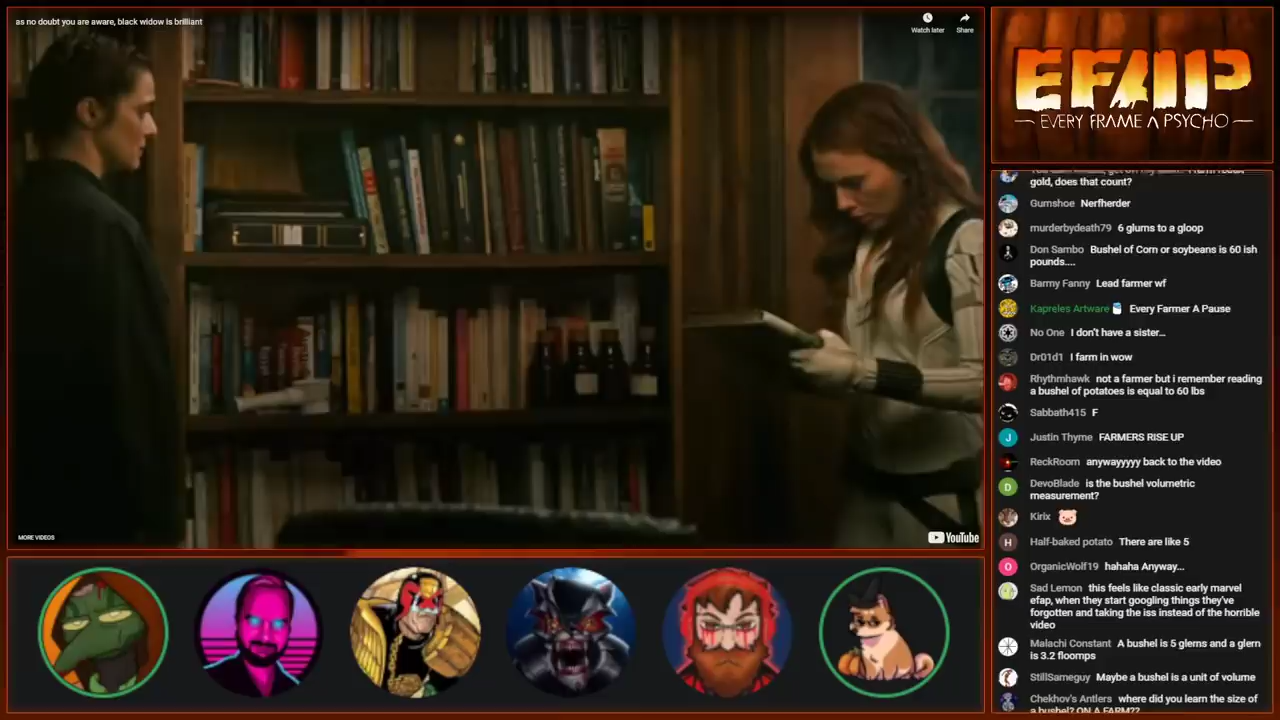 as no doubt you are aware, black widow is brilliant
Watch later
Share
MORE VIDEOS
YouTube
EFAP
EVERY FRAME A PSYCHO
gold, does that count?
Gumshoe Nerfherder
murderbydeath79 6 glums to a gloop
Don Sambo Bushel of Corn or soybeans is 60 ish
pounds....
Barmy Fanny Lead farmer wf
Kapreles Artware Every Farmer A Pause
No One I don't have a sister...
Dr01d1 I farm in wow
Rhythmhawk not a farmer but i remember reading
a bushel of potatoes is equal to 60 lbs
Sabbath415 F
J Justin Thyme FARMERS RISE UP
ReckRoorn anywayyyyy back to the video
D DevoBlade is the bushel volumetric
measurement?
Kirix
H Half-baked potato There are like 5
O OrganicWolf19 hahaha Anyway...
Sad Lemon this feels like classic early marvel
efap, when they start googling things they've
forgotten and taking the iss instead of the horrible
video
Malachi Constant A bushel is 5 glerns and a glern
is 3.2 floomps
StillSameguy Maybe a bushel is a unit of volume
Chekhov's Antlers where did you learn the size of
a bushel? ON A FARM??